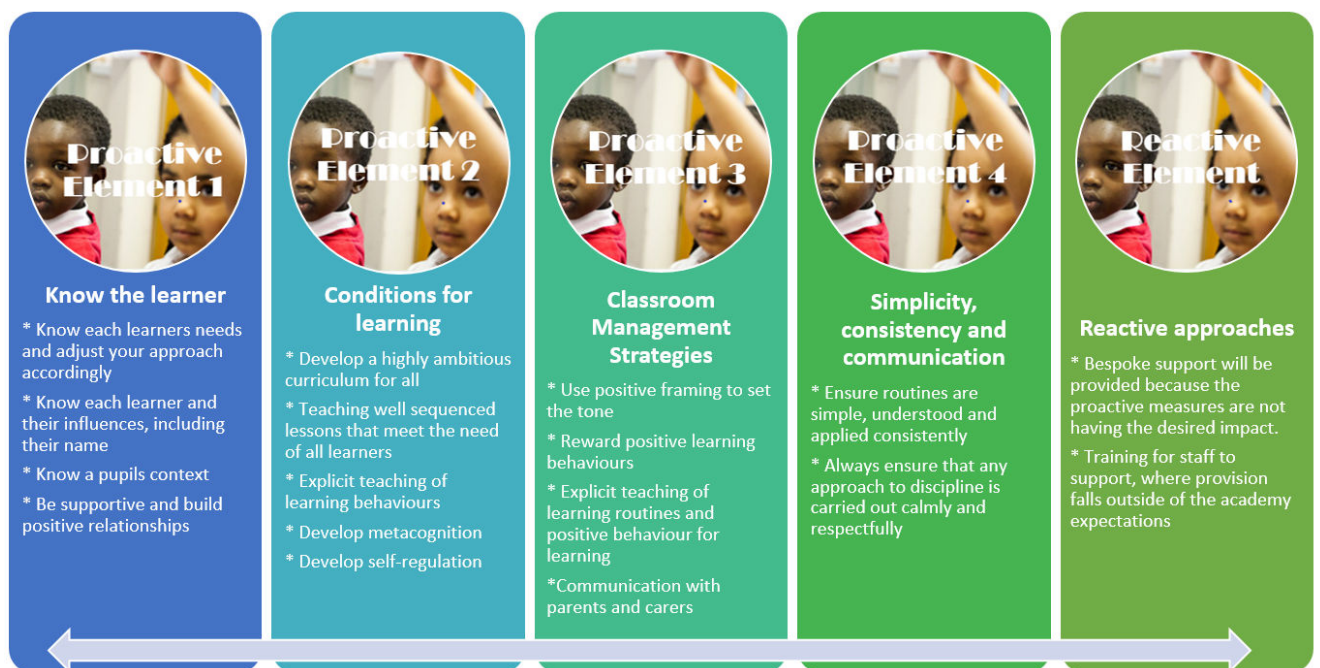 Proactive
Element 1
Know the learner
* Know each learners needs
and adjust your approach
accordingly
* Know each learner and
their influences, including
their name
* Know a pupils context
* Be supportive and build
positive relationships
Proactive
Element 2
Conditions for
learning
* Develop a highly ambitious
curriculum for all
* Teaching well sequenced
lessons that meet the need
of all learners
* Explicit teaching of
learning behaviours
* Develop metacognition
* Develop self-regulation
Proactive
Element 3
Classroom
Management
Strategies
* Use positive framing to set
the tone
* Reward positive learning
behaviours
* Explicit teaching of
learning routines and
positive behaviour for
learning
*Communication with
parents and carers
Proactive
Element 4
Simplicity,
consistency and
communication
* Ensure routines are
simple, understood and
applied consistently
* Always ensure that any
approach to discipline is
carried out calmly and
respectfully
Reactive
Element
Reactive approaches
* Bespoke support will be
provided because the
proactive measures are not
having the desired impact.
* Training for staff to
support, where provision
falls outside of the academy
expectations